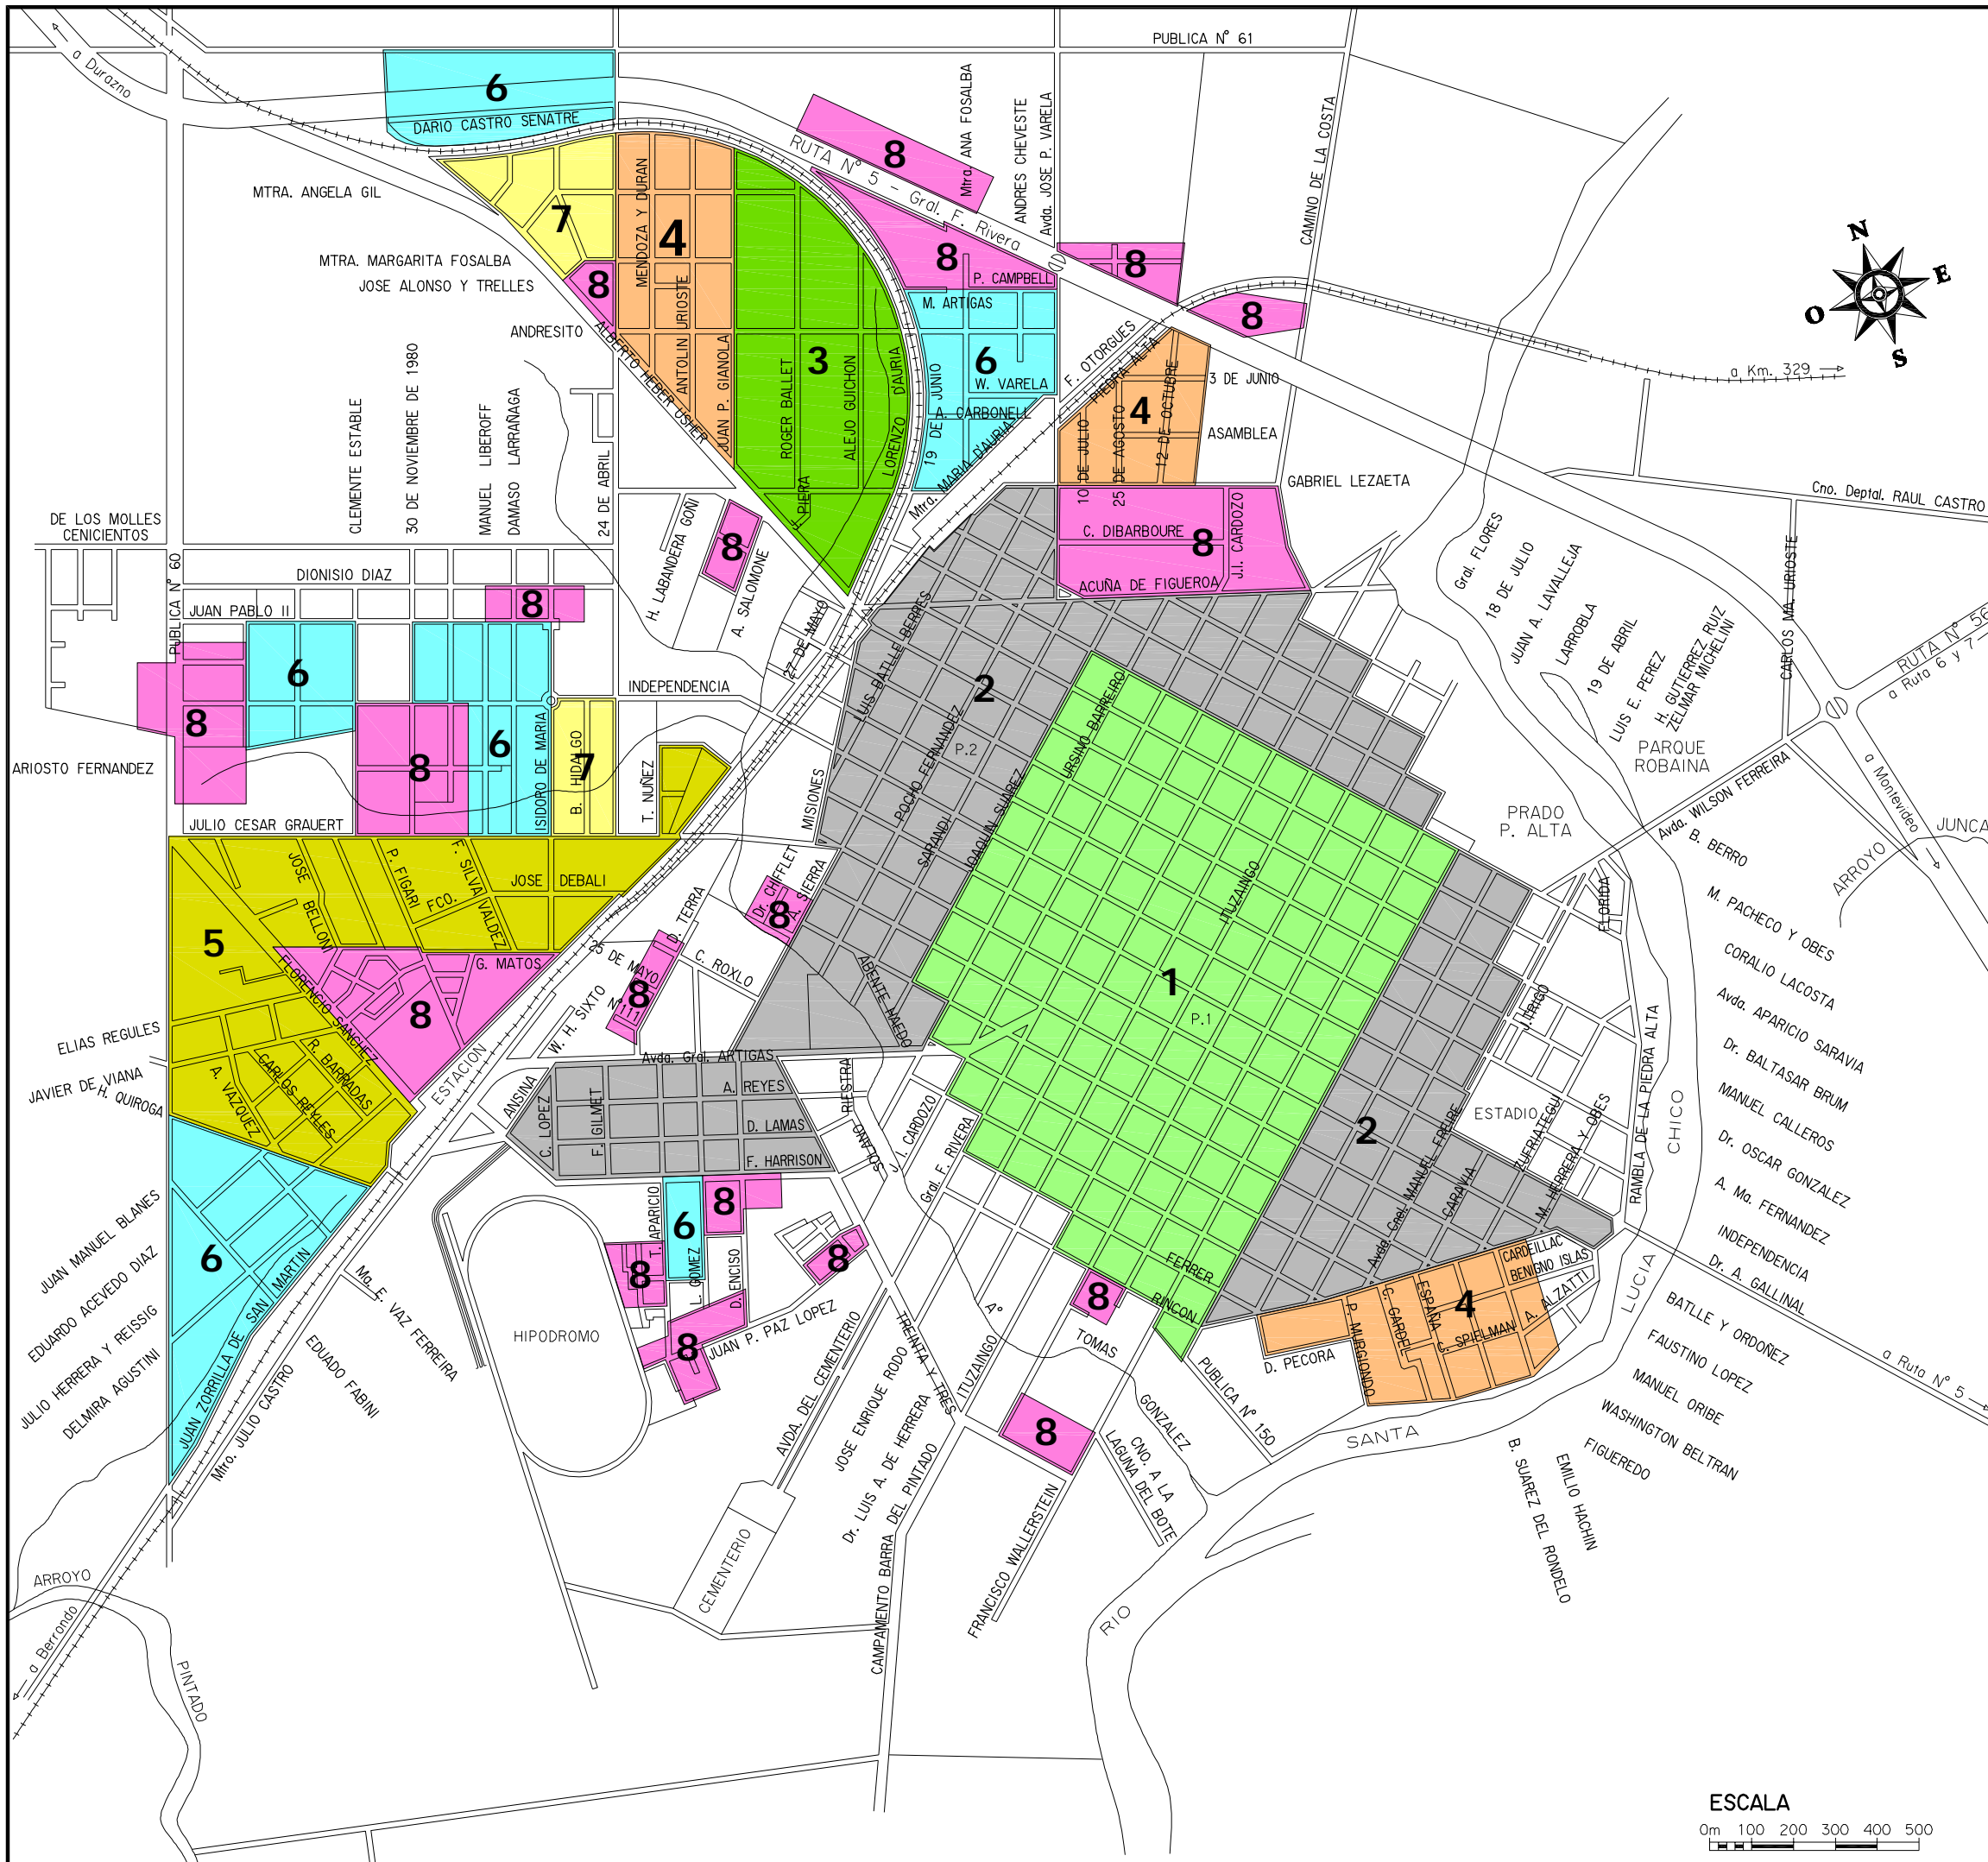 PUBLICA N° 61
a Durazno
6
DARIO CASTRO SENATRE
8
RUTA N° 5 - Gral. F. Rivera
Mtra. ANA FOSALBA
ANDRES CHEVESTE
Avda. JOSE P. VARELA
CAMINO DE LA COSTA
MTRA. ANGELA GIL
7
MENDOZA Y DURAN
4
MTRA. MARGARITA FOSALBA
JOSE ALONSO Y TRELLES
8
ANDRESITO
ALBERTO HEBER USHER
ANTOLIN URIOSTE
JUAN P. GIANOLA
3
ROGER BALLET
ALEJO GUICHON
LORENZO D'AURIA
J. PIERA
8
P. CAMPBELL
M. ARTIGAS
6
W. VARELA
A. CARBONELL
19 DE JUNIO
Mtra. MARIA D'AURIA
F. OTORGUES
PIEDRA ALTA
8
8
N
E
O
S
a Km. 329
3 DE JUNIO
4
10 DE JULIO
25 DE AGOSTO
12 DE OCTUBRE
ASAMBLEA
GABRIEL LEZAETA
Cno. Deptal. RAUL CASTRO
CLEMENTE ESTABLE
30 DE NOVIEMBRE DE 1980
MANUEL LIBEROFF
DAMASO LARRAÑAGA
24 DE ABRIL
DE LOS MOLLES
CENICIENTOS
PUBLICA N° 60
DIONISIO DIAZ
JUAN PABLO II
8
H. LABANDERA GOÑI
8
A. SALOMONE
27 DE MAYO
C. DIBARBOURE
8
J.I. CARDOZO
ACUÑA DE FIGUEROA
Gral. FLORES
18 DE JULIO
JUAN A. LAVALLEJA
LARROBLA
19 DE ABRIL
LUIS E. PEREZ
H. GUTIERREZ RUIZ
ZELMAR MICHELINI
CARLOS MA. URIOSTE
RUTA N° 56
a Ruta 6 y 7
6
8
8
6
ISIDORO DE MARIA
B. HIDALGO
7
T. NUÑEZ
INDEPENDENCIA
MISIONES
LUIS BATLLE BERRES
2
POCHO FERNANDEZ
P.2
SARANDI
JOAQUIN SUAREZ
URSINO BARREIRO
PARQUE
ROBAINA
PRADO
P. ALTA
Avda. WILSON FERREIRA
a Montevideo
ARROYO
JUNCA
ARIOSTO FERNANDEZ
JULIO CESAR GRAUERT
JOSE BELLONI
P. FIGARI
FCO.
F. SILVA VALDEZ
JOSE DEBALI
5
FLORENCIO SANCHEZ
G. MATOS
8
ELIAS REGULES
JAVIER DE VIANA
H. QUIROGA
A. VAZQUEZ
CARLOS REYLES
R. BARRADAS
ESTACION
Dr. CHIFFLET
8
A. SIERRA
D. TERRA
25 DE MAYO
C. ROXLO
8
N° 111
W. H. SIXTO
ABENTE HAEDO
ITUZAINGO
1
P.1
B. BERRO
M. PACHECO Y OBES
CORALIO LACOSTA
Avda. APARICIO SARAVIA
Dr. BALTASAR BRUM
MANUEL CALLEROS
Dr. OSCAR GONZALEZ
A. Ma. FERNANDEZ
INDEPENDENCIA
Dr. A. GALLINAL
FLORIDA
J. TRIGO
RAMBLA DE LA PIEDRA ALTA
CHICO
ESTADIO
2
Avda. Cnel. MANUEL FREIRE
CARAVIA
ZUFRIATEGUI
M. HERRERA Y OBES
Avda. Gral. ARTIGAS
ANSINA
C. LOPEZ
F. GILMET
A. REYES
D. LAMAS
F. HARRISON
RIESTRA
SOLANO
J. I. CARDOZO
Gral. F. RIVERA
JUAN MANUEL BLANES
EDUARDO ACEVEDO DIAZ
JULIO HERRERA Y REISSIG
DELMIRA AGUSTINI
6
JUAN ZORRILLA DE SAN MARTIN
Mtro. JULIO CASTRO
Ma. E. VAZ FERREIRA
EDUADO FABINI
HIPODROMO
T. APARICIO
6
8
8
L. GOMEZ
D. ENCISO
8
8
JUAN P. PAZ LOPEZ
AVDA. DEL CEMENTERIO
JOSE ENRIQUE RODO
TREINTA Y TRES
Dr. LUIS A. DE HERRERA
ITUZAINGO
A°
8
TOMAS
GONZALEZ
FERRER
RINCON
PUBLICA N° 150
D. PECORA
P. MURGIONDO
C. GARDEL
ESPAÑA
4
C. SPIELMAN
CARDEILLAC
BENIGNO ISLAS
A. ALZATTI
SANTA
LUCIA
a Ruta N° 5
BATLLE Y ORDOÑEZ
FAUSTINO LOPEZ
MANUEL ORIBE
WASHINGTON BELTRAN
FIGUEREDO
EMILIO HACHIN
B. SUAREZ DEL RONDELO
8
CNO. A LA
LAGUNA DEL BOTE
FRANCISCO WALLERSTEIN
CAMPAMENTO BARRA DEL PINTADO
CEMENTERIO
RIO
ARROYO
a Berrondo
PINTADO
ESCALA
0m 100 200 300 400 500